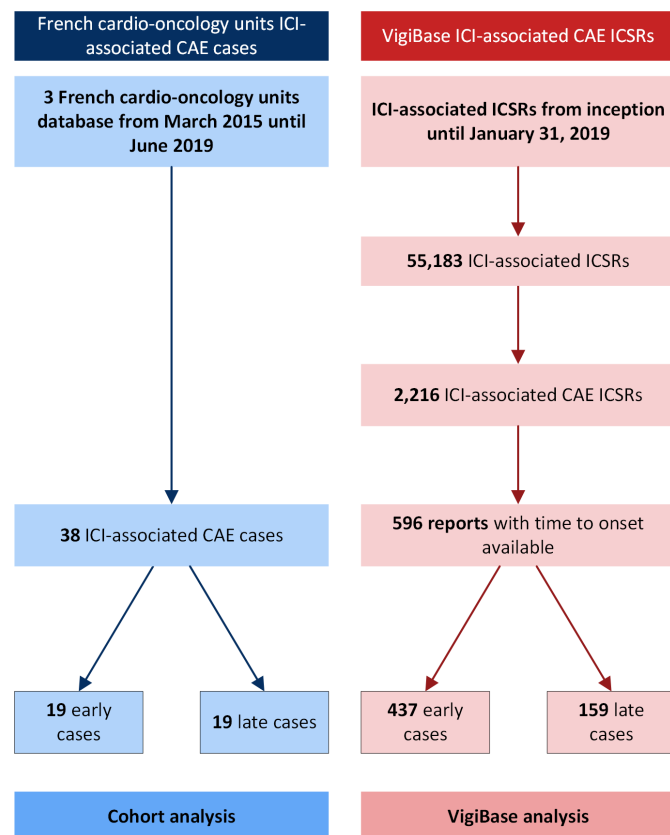 French cardio-oncology units ICI-
associated CAE cases
3 French cardio-oncology units
database from March 2015 until
June 2019
38 ICI-associated CAE cases
19 early
cases
19 late cases
Cohort analysis
VigiBase ICI-associated CAE ICSRs
ICI-associated ICSRs from inception
until January 31, 2019
55,183 ICI-associated ICSRs
2,216 ICI-associated CAE ICSRs
596 reports with time to onset
available
437 early
cases
159 late
cases
VigiBase analysis